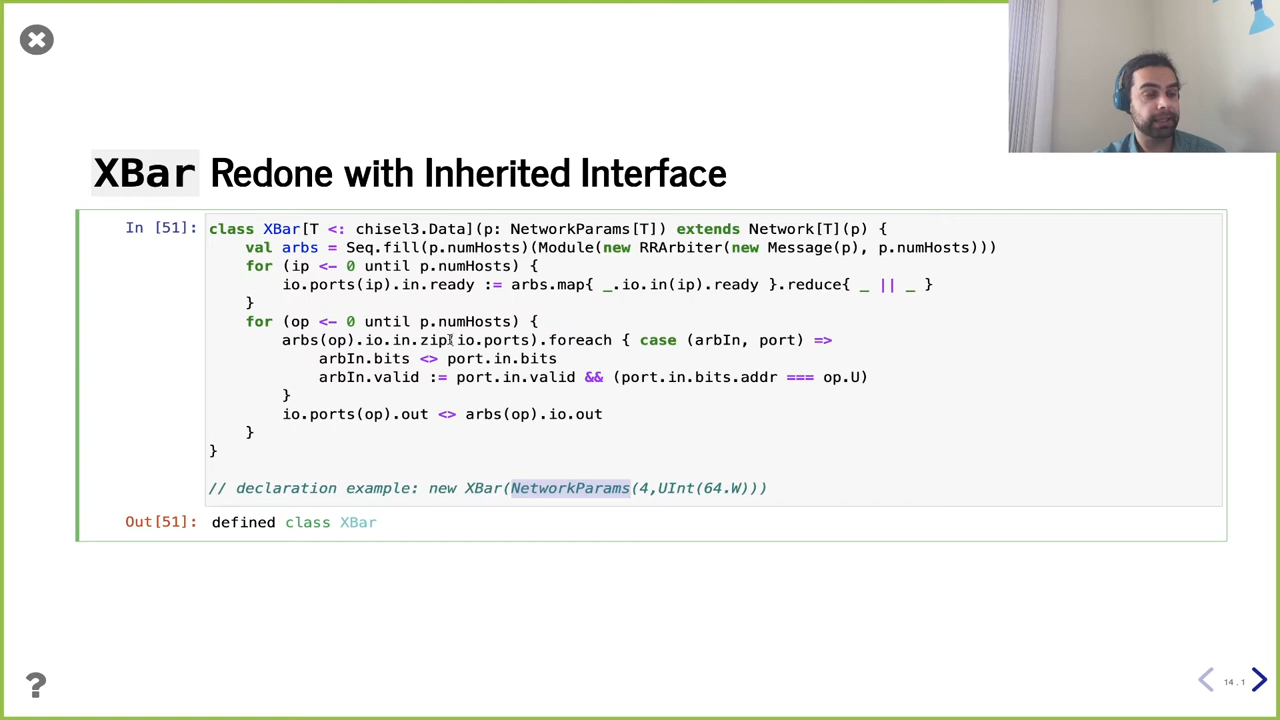 XBar Redone with Inherited Interface
In [51]:
class XBar[T <: chisel3.Data](p: NetworkParams[T]) extends Network[T](p) {
    val arbs = Seq.fill(p.numHosts)(Module(new RRArbiter(new Message(p), p.numHosts)))
    for (ip <- 0 until p.numHosts) {
        io.ports(ip).in.ready := arbs.map{ _.io.in(ip).ready }.reduce{ _ || _ }
    }
    for (op <- 0 until p.numHosts) {
        arbs(op).io.in.zip(io.ports).foreach { case (arbIn, port) =>
            arbIn.bits <> port.in.bits
            arbIn.valid := port.in.valid && (port.in.bits.addr === op.U)
        }
        io.ports(op).out <> arbs(op).io.out
    }
}
// declaration example: new XBar(NetworkParams(4,UInt(64.W)))
Out[51]: defined class XBar
?
14.1